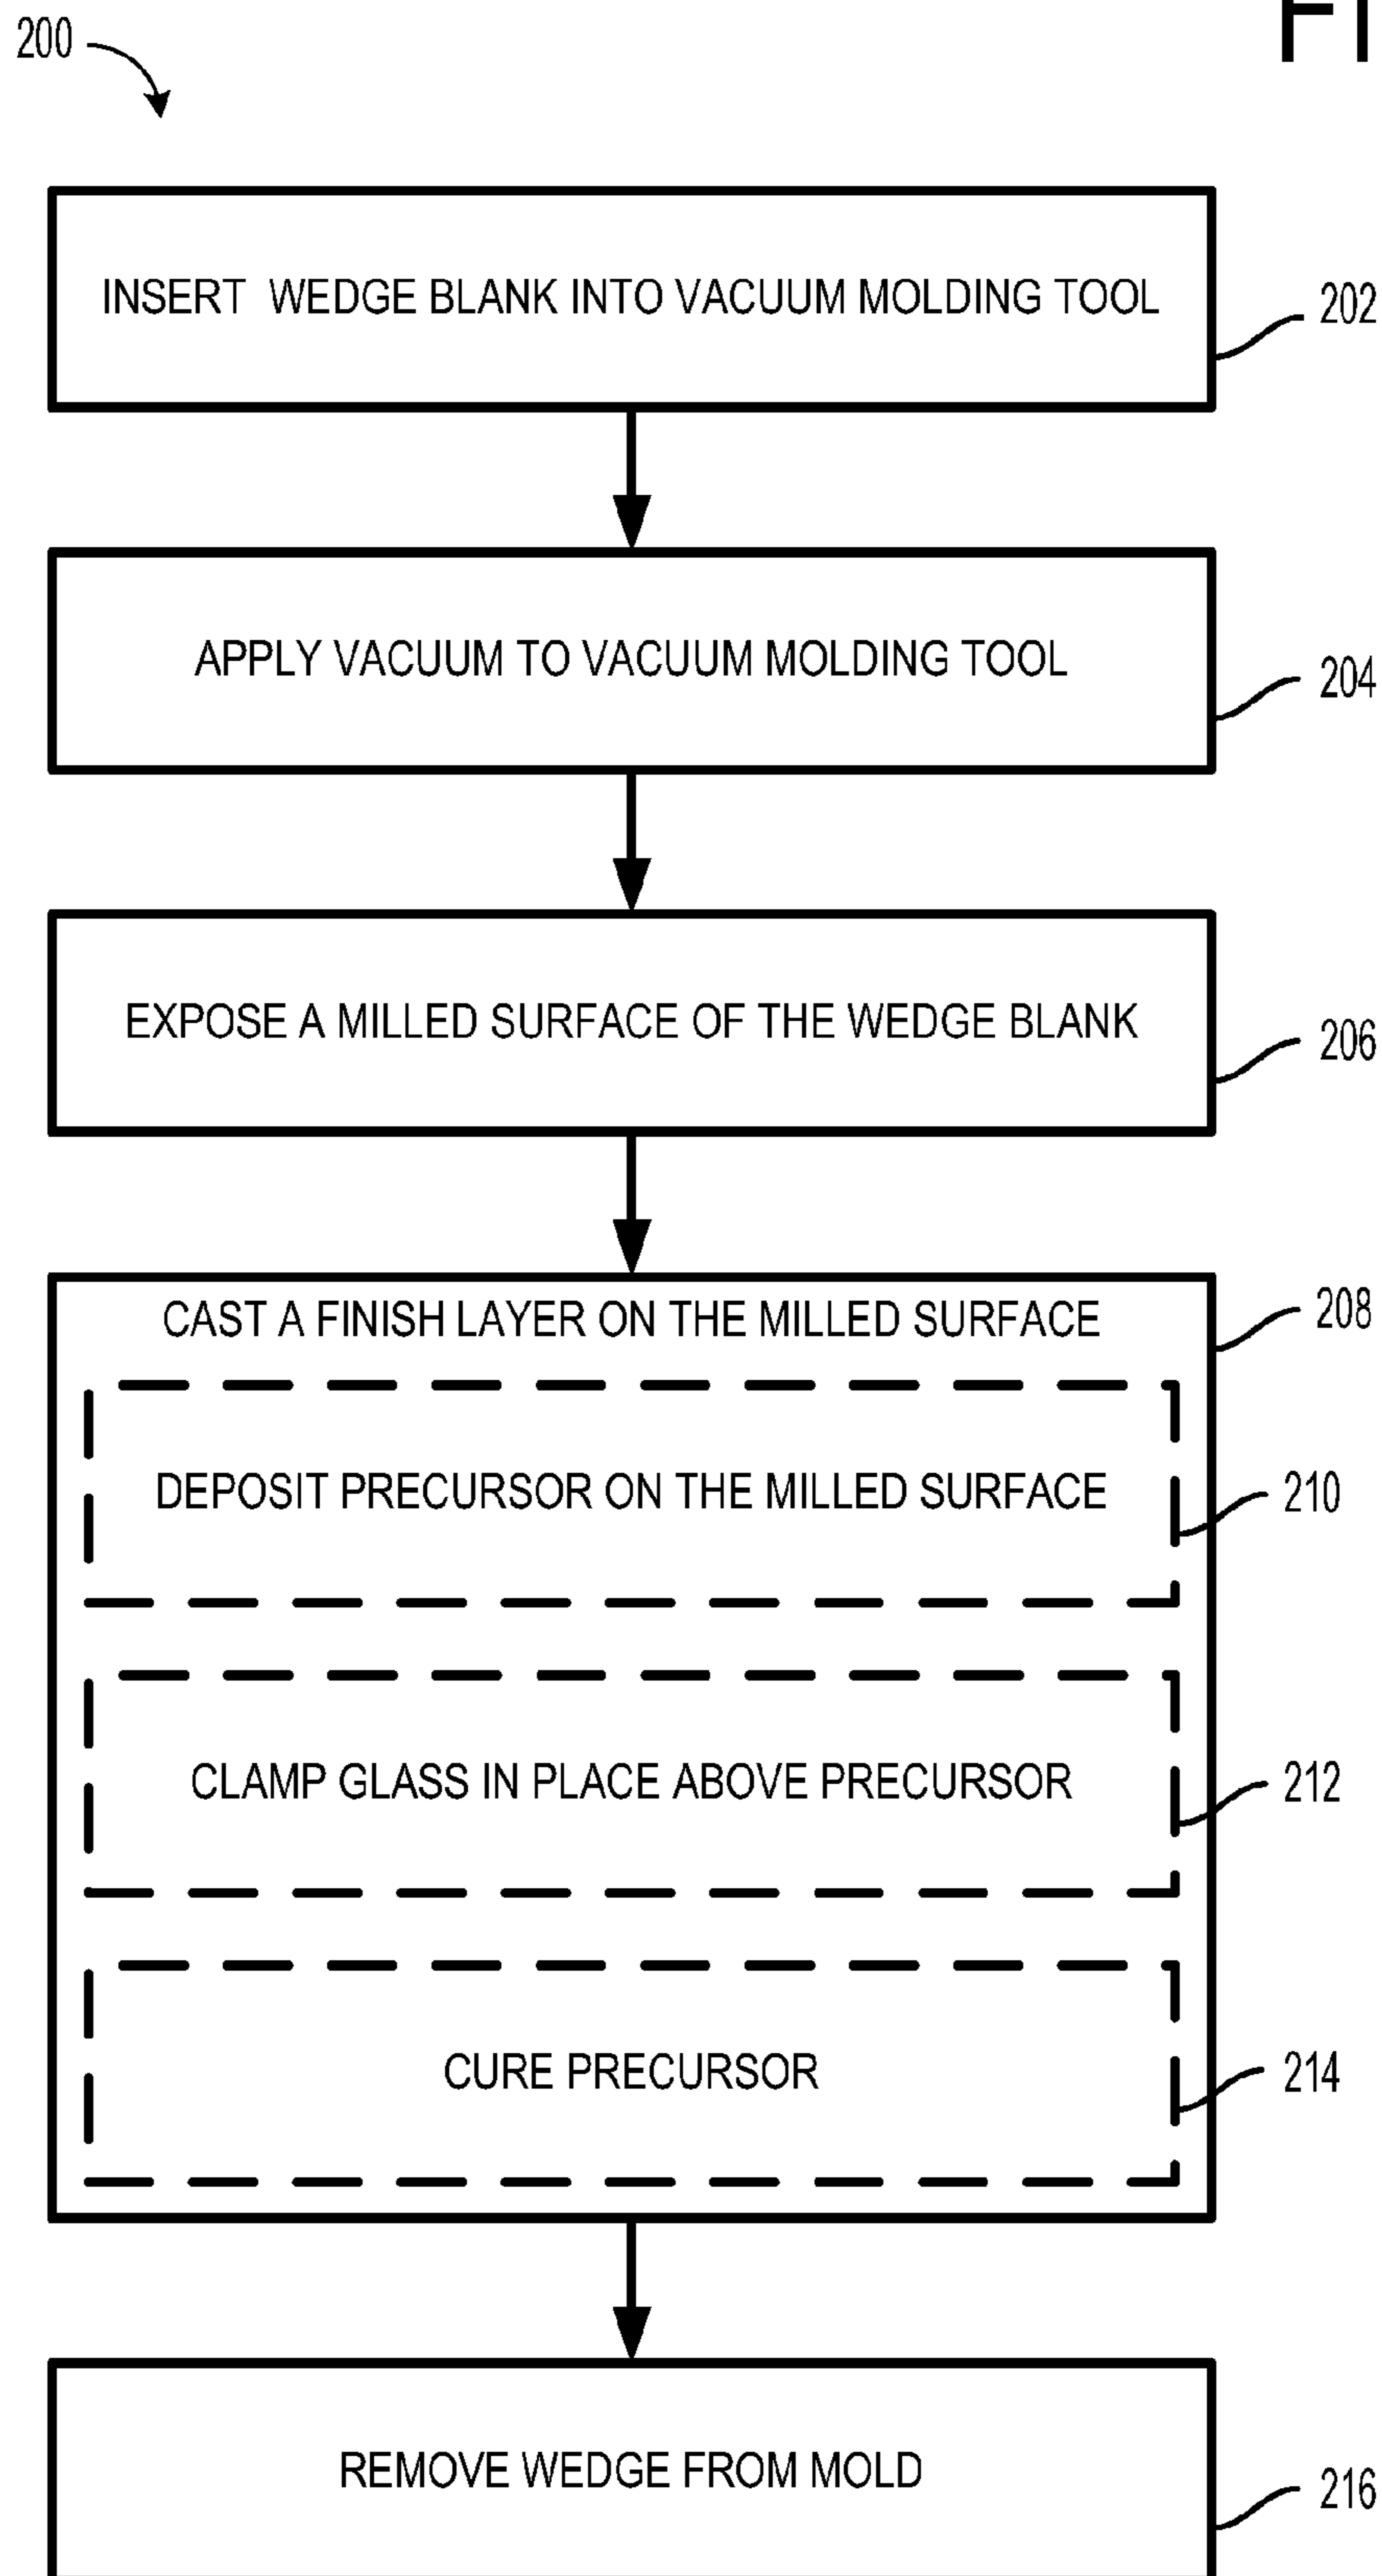 FI
200
INSERT WEDGE BLANK INTO VACUUM MOLDING TOOL
202
APPLY VACUUM TO VACUUM MOLDING TOOL
204
EXPOSE A MILLED SURFACE OF THE WEDGE BLANK
206
CAST A FINISH LAYER ON THE MILLED SURFACE
208
DEPOSIT PRECURSOR ON THE MILLED SURFACE
210
CLAMP GLASS IN PLACE ABOVE PRECURSOR
212
CURE PRECURSOR
214
REMOVE WEDGE FROM MOLD
216